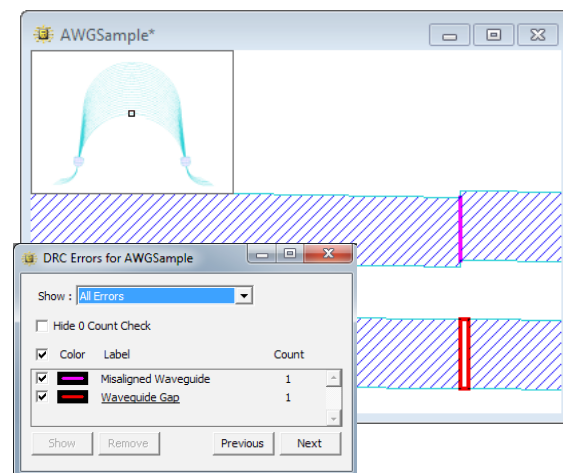 AWGSample*
DRC Errors for AWGSample
Show : All Errors
Hide 0 Count Check
Color Label Count
Misaligned Waveguide 1
Waveguide Gap 1
Show Remove Previous Next